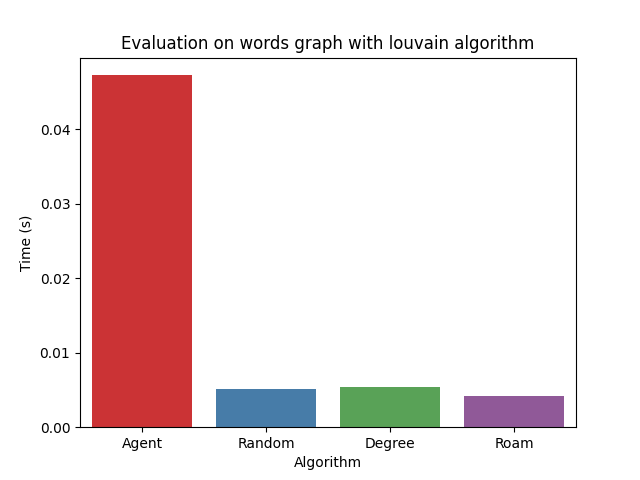 Evaluation on words graph with louvain algorithm
Time (s)
0.04
0.03
0.02
0.01
0.00
Agent
Random
Degree
Roam
Algorithm